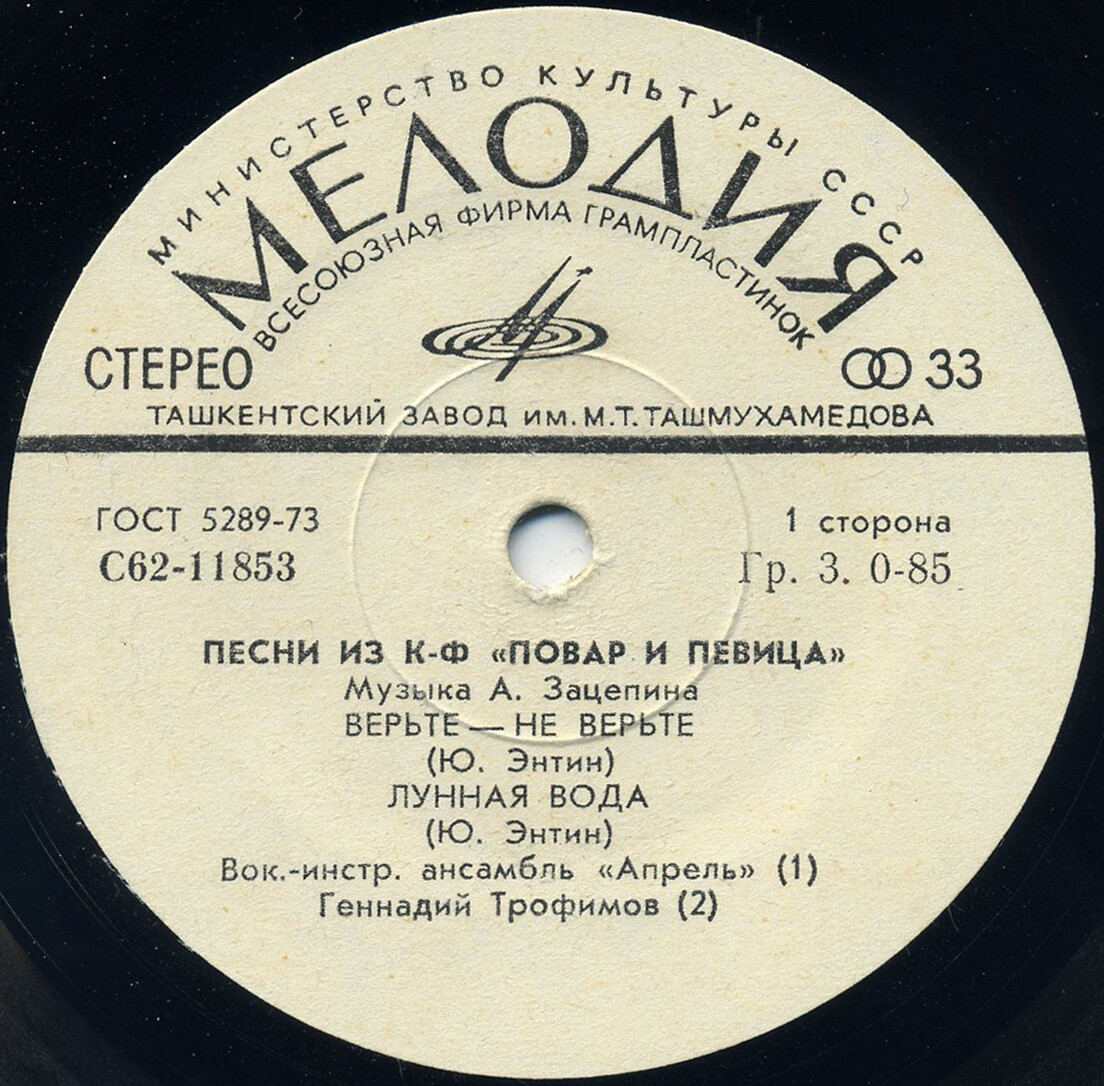 МИНИСТЕРСТВО КУЛЬТУРЫ СССР
МЕЛОДИЯ
ВСЕСОЮЗНАЯ ФИРМА ГРАМПЛАСТИНОК
СТЕРЕО
33
ТАШКЕНТСКИЙ ЗАВОД им. М.Т. ТАШМУХАМЕДОВА
ГОСТ 5289-73
1 сторона
С62-11853
Гр. 3. 0-85
ПЕСНИ ИЗ К-Ф «ПОВАР И ПЕВИЦА»
Музыка А. Зацепина
ВЕРЬТЕ — НЕ ВЕРЬТЕ
(Ю. Энтин)
ЛУННАЯ ВОДА
(Ю. Энтин)
Вок.-инстр. ансамбль «Апрель» (1)
Геннадий Трофимов (2)